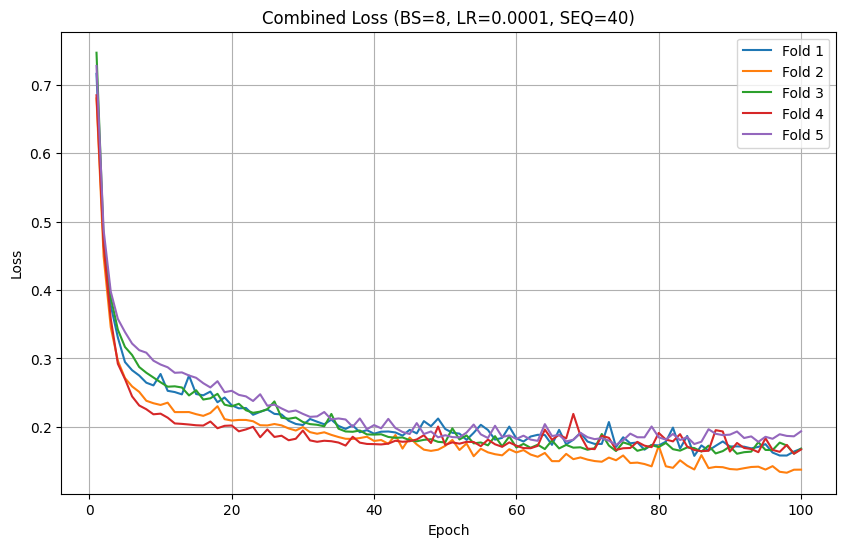 Combined Loss (BS=8, LR=0.0001, SEQ=40)
Fold 1
Fold 2
Fold 3
Fold 4
Fold 5
Loss
0.7
0.6
0.5
0.4
0.3
0.2
0
20
40
60
80
100
Epoch